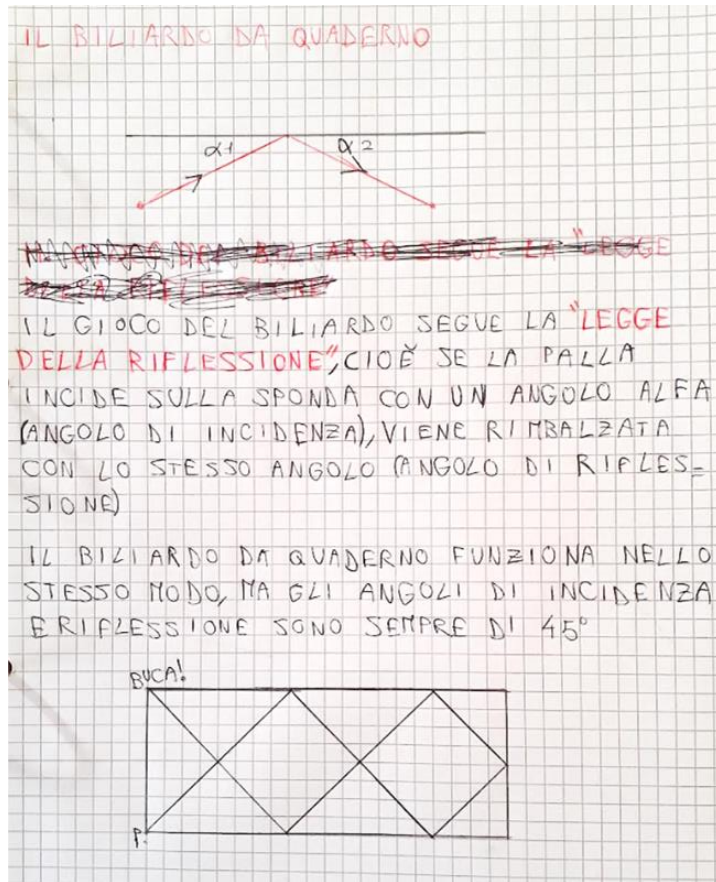 IL BILIARDO DA QUADERNO
α1 α2
IL GIOCO DEL BILIARDO SEGUE LA "LEGGE
DELLA RIFLESSIONE", CIOÈ SE LA PALLA
INCIDE SULLA SPONDA CON UN ANGOLO ALFA
(ANGOLO DI INCIDENZA), VIENE RIMBALZATA
CON LO STESSO ANGOLO (ANGOLO DI RIFLES-
SIONE)
IL BILIARDO DA QUADERNO FUNZIONA NELLO
STESSO MODO, MA GLI ANGOLI DI INCIDENZA
E RIFLESSIONE SONO SEMPRE DI 45°
BUCA!
P.